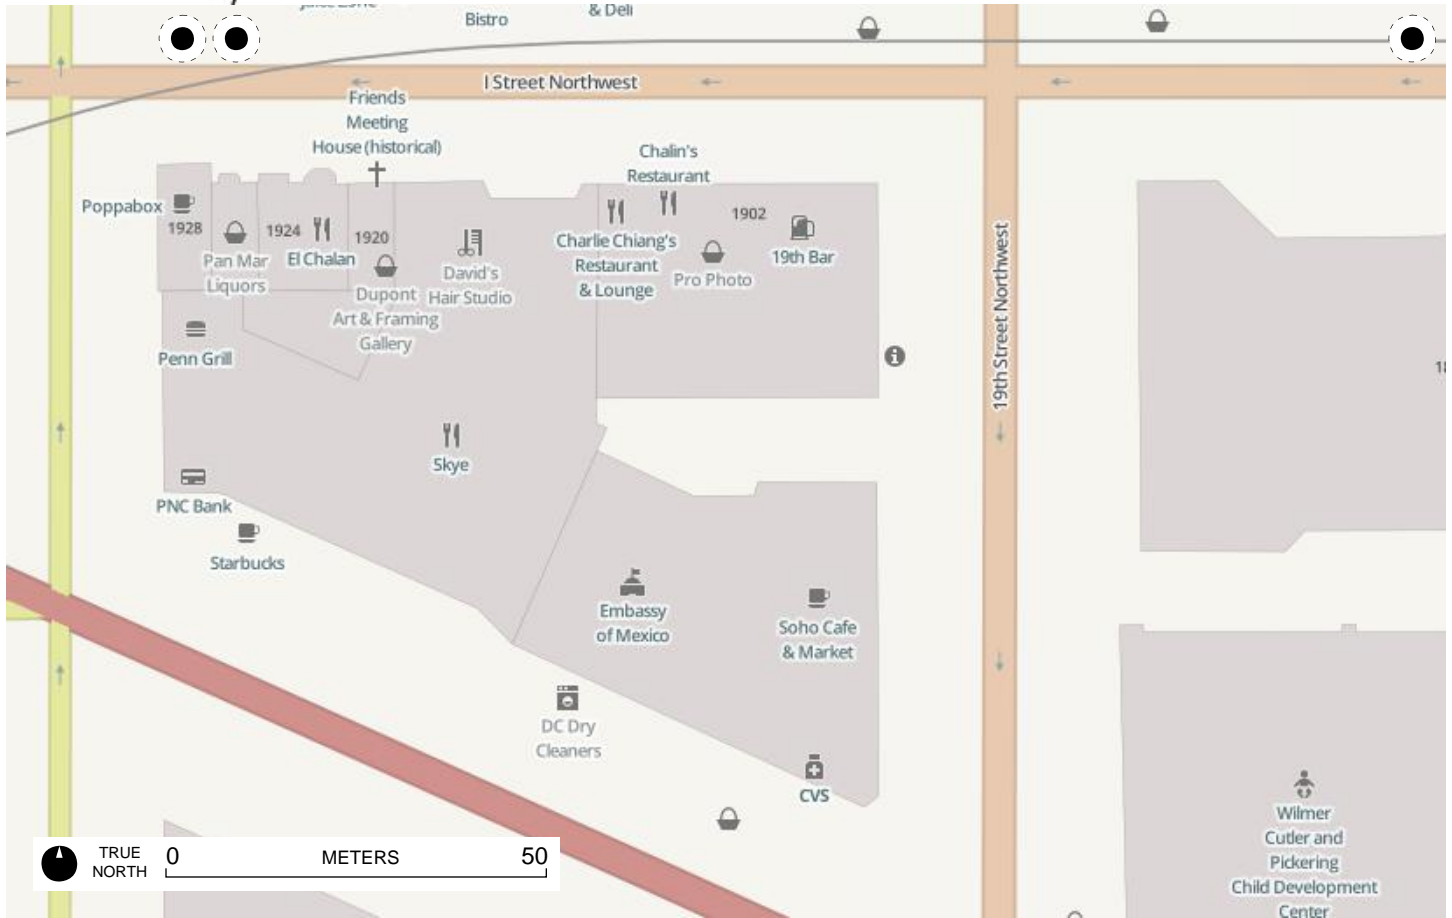 Bistro
& Deli
I Street Northwest
Friends
Meeting
House (historical)
Chalin's
Restaurant
Poppabox
1928
1924
1920
1902
Pan Mar
Liquors
El Chalan
Dupont
Art & Framing
Gallery
David's
Hair Studio
Charlie Chiang's
Restaurant
& Lounge
Pro Photo
19th Bar
19th Street Northwest
Penn Grill
Skye
PNC Bank
Starbucks
Embassy
of Mexico
Soho Cafe
& Market
DC Dry
Cleaners
CVS
Wilmer
Cutler and
Pickering
Child Development
Center
TRUE
NORTH
0 METERS 50